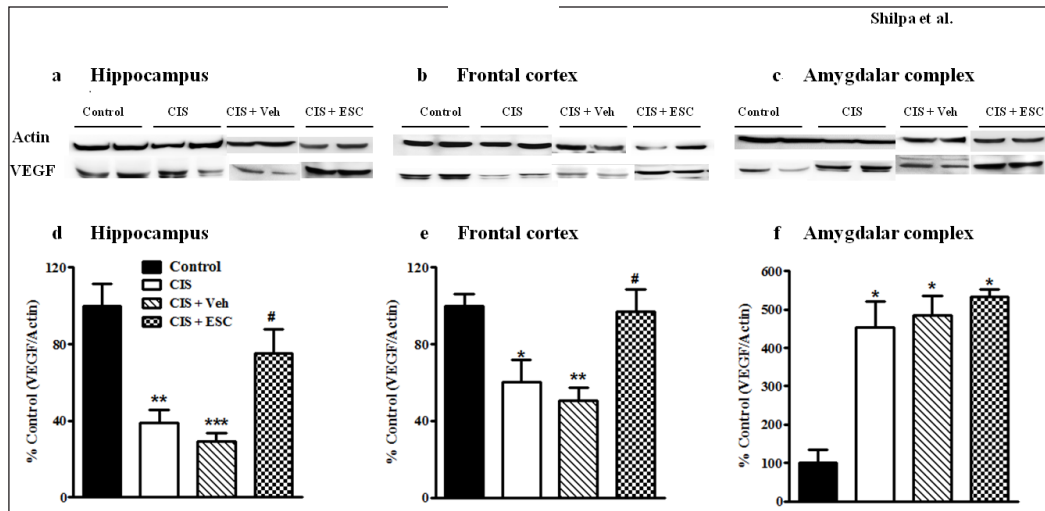 Shilpa et al.
a Hippocampus
b Frontal cortex
c Amygdalar complex
Control CIS CIS + Veh CIS + ESC
Control CIS CIS + Veh CIS + ESC
Control CIS CIS + Veh CIS + ESC
Actin
VEGF
d Hippocampus
% Control (VEGF/Actin)
120
80
40
0
Control
CIS
CIS + Veh
CIS + ESC
**
***
#
e Frontal cortex
% Control (VEGF/Actin)
120
80
40
0
*
**
#
f Amygdalar complex
% Control (VEGF/Actin)
600
500
400
300
200
100
0
*
*
*